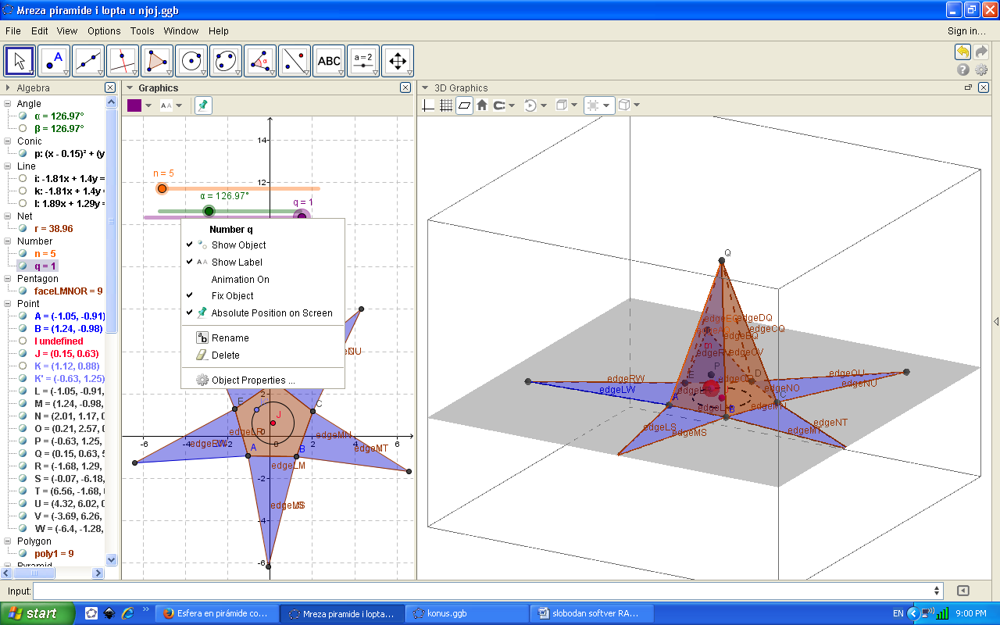 Mreza piramide i lopta u njoj.ggb
File Edit View Options Tools Window Help
Sign in...
ABC
a = 2
Algebra
Graphics
3D Graphics
Angle
α = 126.97°
β = 126.97°
Conic
p: (x - 0.15)² + (y
Line
i: -1.81x + 1.4y =
k: -1.81x + 1.4y =
l: 1.89x + 1.29y =
Net
r = 38.96
Number
n = 5
q = 1
Pentagon
faceLMNOR = 9
Point
A = (-1.05, -0.91)
B = (1.24, -0.98)
I undefined
J = (0.15, 0.63)
K = (1.12, 0.88)
K' = (-0.63, 1.25)
L = (-1.05, -0.91,
M = (1.24, -0.98,
N = (2.01, 1.17, 0
O = (0.21, 2.57, 0
P = (-0.63, 1.25,
Q = (0.15, 0.63, 5
R = (-1.68, 1.29,
S = (-0.07, -6.18,
T = (6.56, -1.68, 0
U = (4.32, 6.02, 0
V = (-3.69, 6.26,
W = (-6.4, -1.28,
Polygon
poly1 = 9
Pyramid
14
n = 5
12
α = 126.97°
q = 1
Number q
Show Object
Show Label
Animation On
Fix Object
Absolute Position on Screen
Rename
Delete
Object Properties ...
2
E
C
J
edgeLR
0
edgeMN
-6 -4 -2 0 2 4 6
A
B
edgeMT
edgeLM
-2
edgeMS
-4
-6
Q
edgeDQ
edgeCQ
edgeBQ
m
edgeRV
edgeOV
P
edgeRW
E
D
edgeOR
edgeOU
edgeLW
edgeNO
edgeNU
A
C
B
edgeMN
edgeLS
edgeMS
edgeNT
edgeMT
Input:
start
Esfera en pirámide co...
Mreza piramide i lopta...
konus.ggb
slobodan softver RA...
EN
9:00 PM